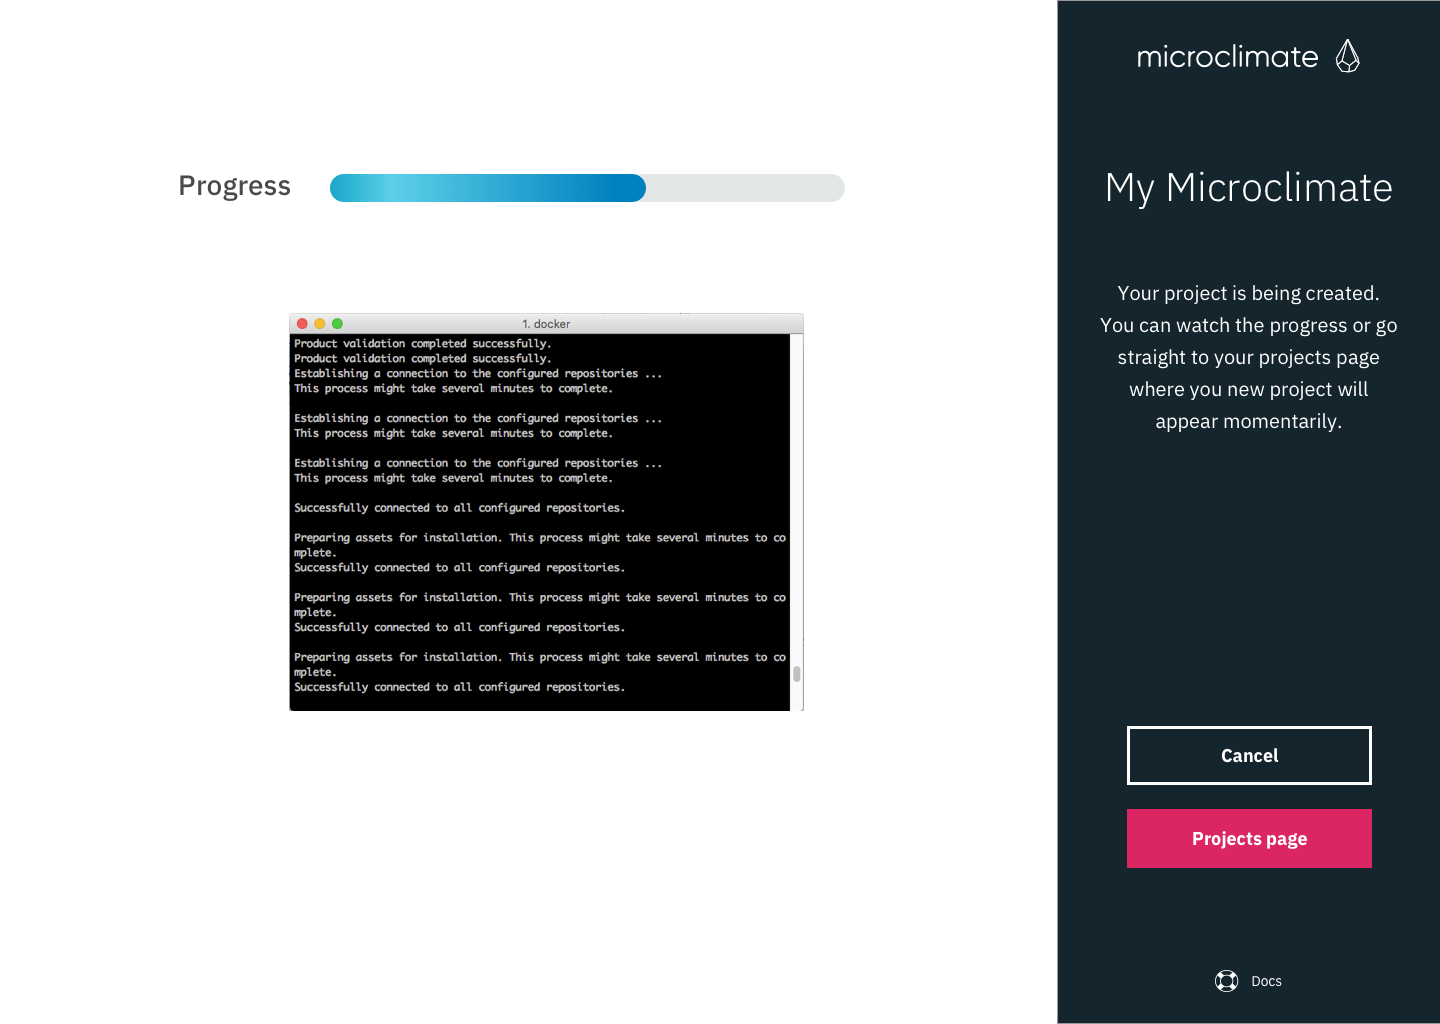 Progress
1. docker
Product validation completed successfully.
Product validation completed successfully.
Establishing a connection to the configured repositories ...
This process might take several minutes to complete.
Establishing a connection to the configured repositories ...
This process might take several minutes to complete.
Establishing a connection to the configured repositories ...
This process might take several minutes to complete.
Successfully connected to all configured repositories.
Preparing assets for installation. This process might take several minutes to co
mplete.
Successfully connected to all configured repositories.
Preparing assets for installation. This process might take several minutes to co
mplete.
Successfully connected to all configured repositories.
Preparing assets for installation. This process might take several minutes to co
mplete.
Successfully connected to all configured repositories.
microclimate
My Microclimate
Your project is being created.
You can watch the progress or go
straight to your projects page
where you new project will
appear momentarily.
Cancel
Projects page
Docs